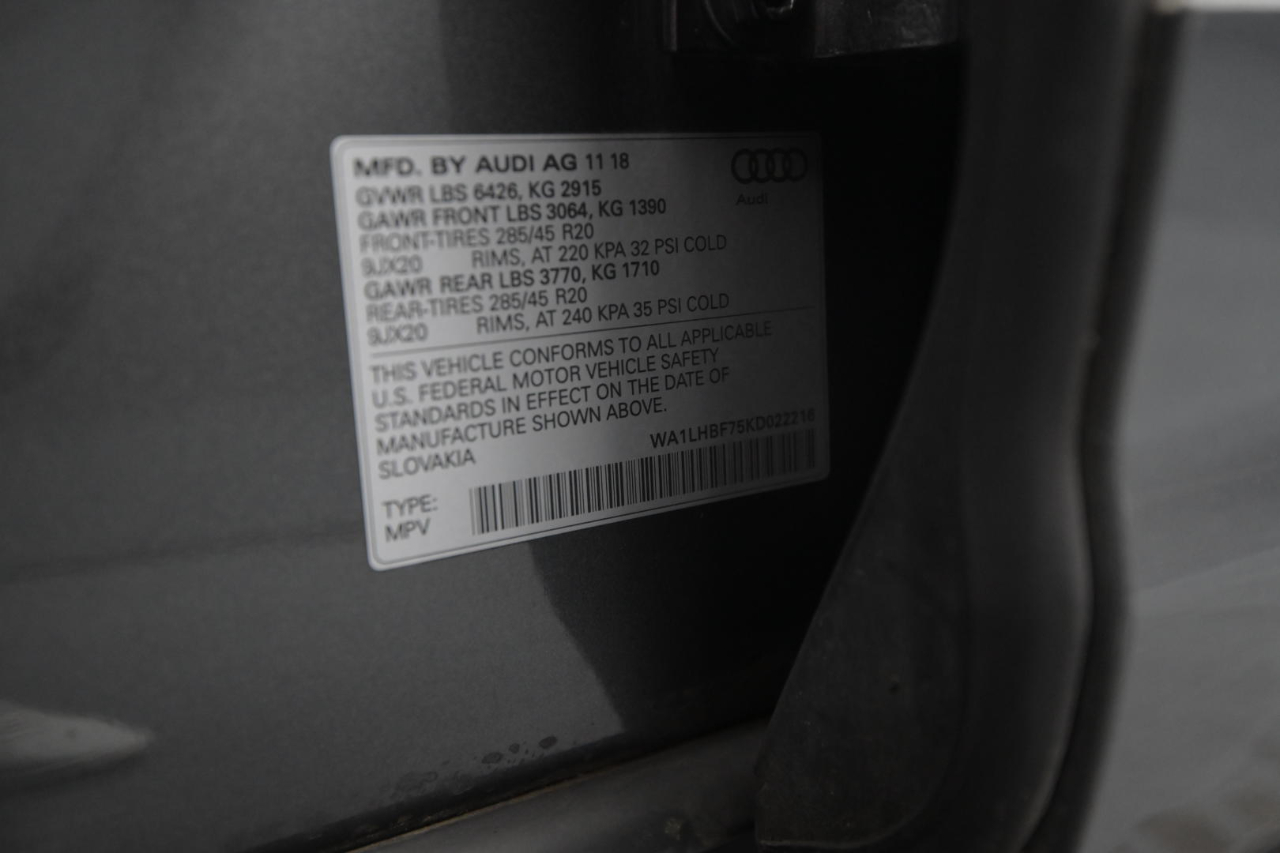 MFD. BY AUDI AG 11 18
Audi
GVWR LBS 6426, KG 2915
GAWR FRONT LBS 3064, KG 1390
FRONT-TIRES 285/45 R20
9JX20 RIMS, AT 220 KPA 32 PSI COLD
GAWR REAR LBS 3770, KG 1710
REAR-TIRES 285/45 R20
9JX20 RIMS, AT 240 KPA 35 PSI COLD
THIS VEHICLE CONFORMS TO ALL APPLICABLE
U.S. FEDERAL MOTOR VEHICLE SAFETY
STANDARDS IN EFFECT ON THE DATE OF
MANUFACTURE SHOWN ABOVE.
SLOVAKIA
WA1LHBF75KD022216
TYPE:
MPV